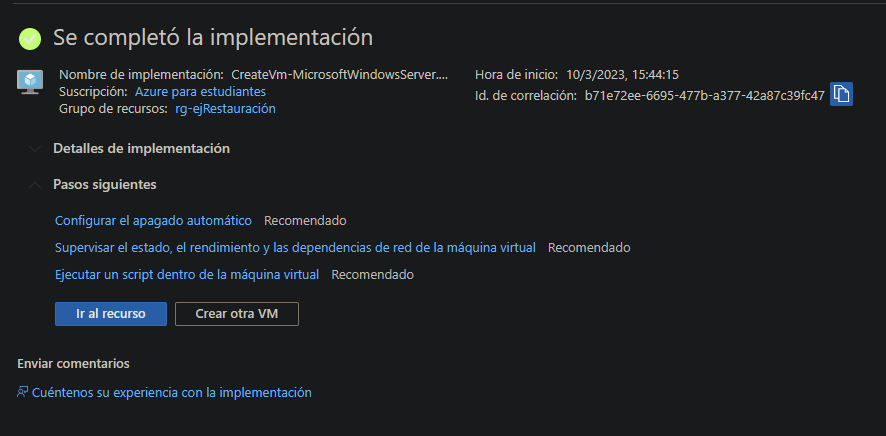 Se completó la implementación
Nombre de implementación: CreateVm-MicrosoftWindowsServer....
Suscripción: Azure para estudiantes
Grupo de recursos: rg-ejRestauración
Hora de inicio: 10/3/2023, 15:44:15
Id. de correlación: b71e72ee-6695-477b-a377-42a87c39fc47
Detalles de implementación
Pasos siguientes
Configurar el apagado automático Recomendado
Supervisar el estado, el rendimiento y las dependencias de red de la máquina virtual Recomendado
Ejecutar un script dentro de la máquina virtual Recomendado
Ir al recurso Crear otra VM
Enviar comentarios
Cuéntenos su experiencia con la implementación